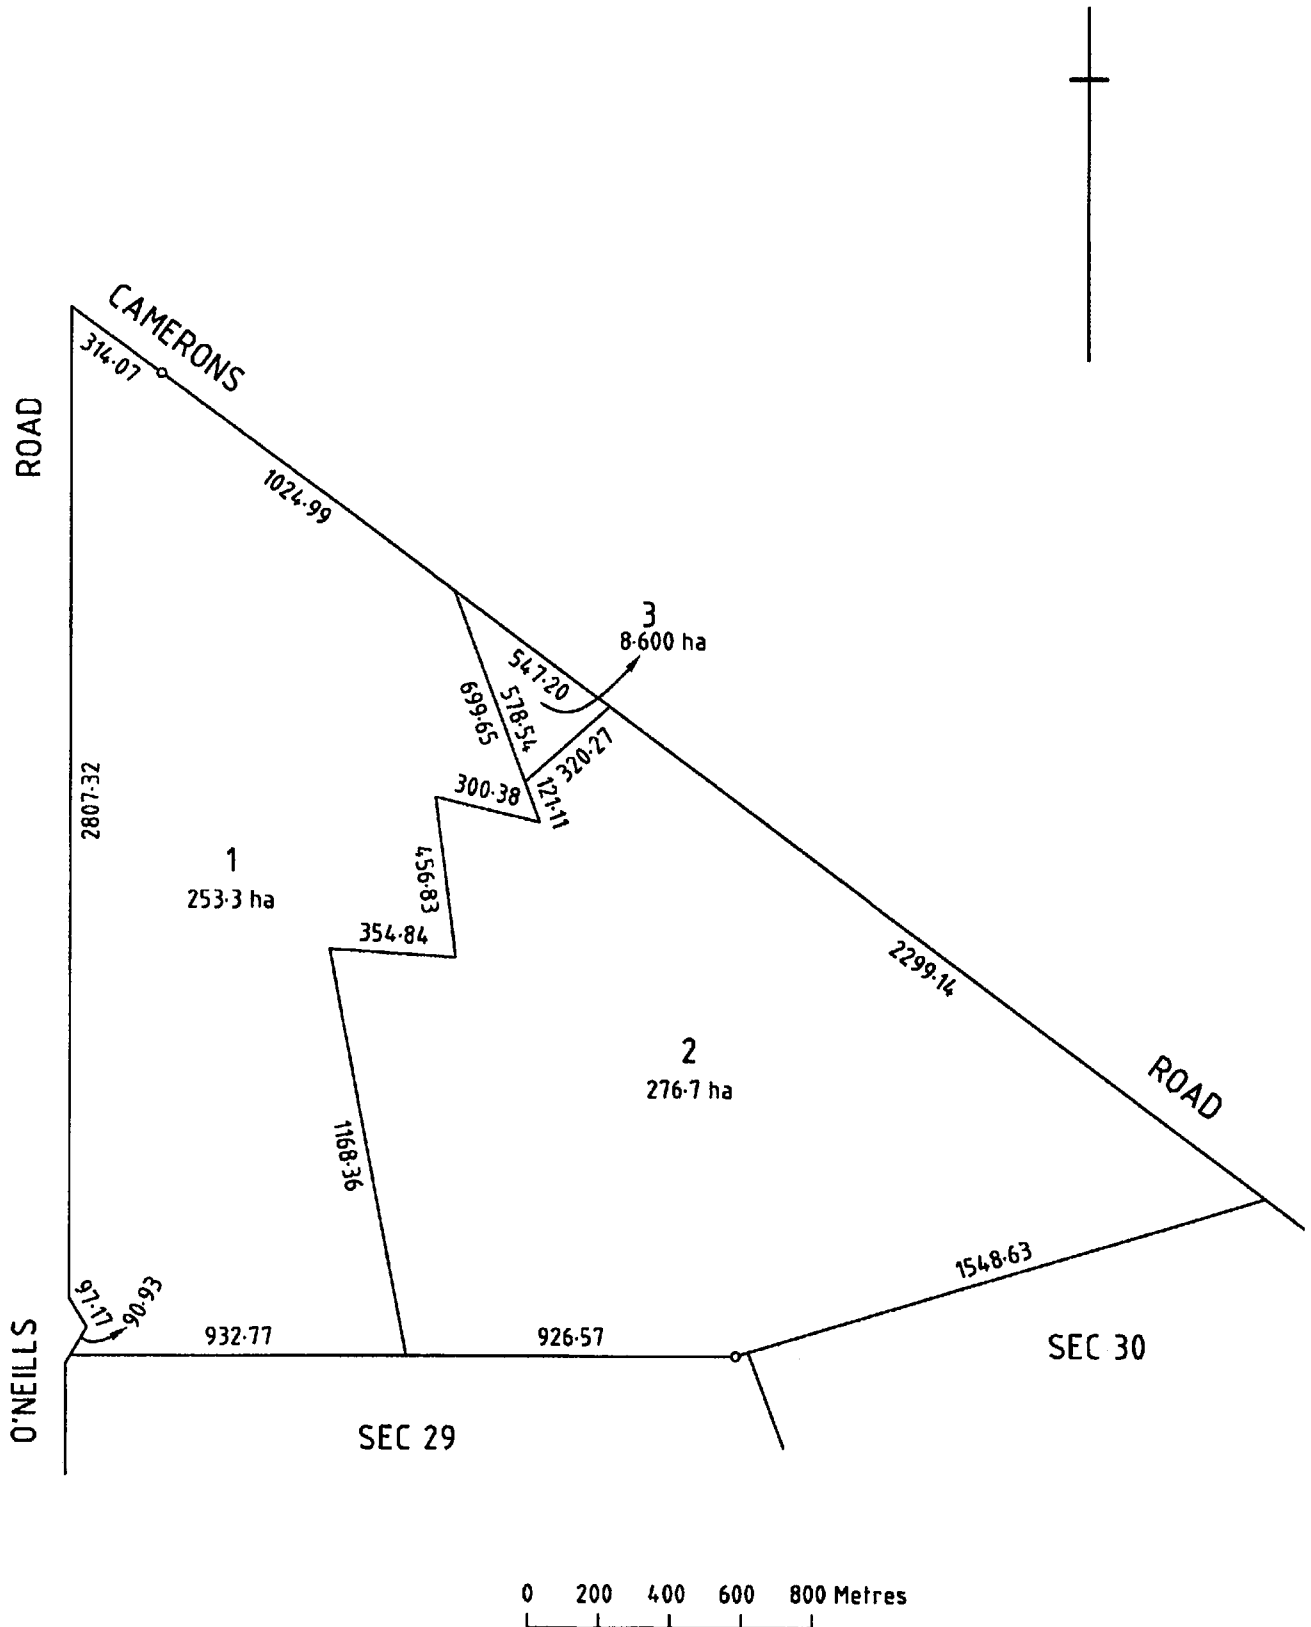 CAMERONS
314·07
ROAD
1024·99
3
8·600 ha
547·20
699·65
578·54
320·27
300·38
121·11
2807·32
1
253·3 ha
456·83
354·84
2299·14
2
276·7 ha
ROAD
1168·36
1548·63
97·17
90·93
932·77
926·57
O'NEILLS
SEC 30
SEC 29
0 200 400 600 800 Metres